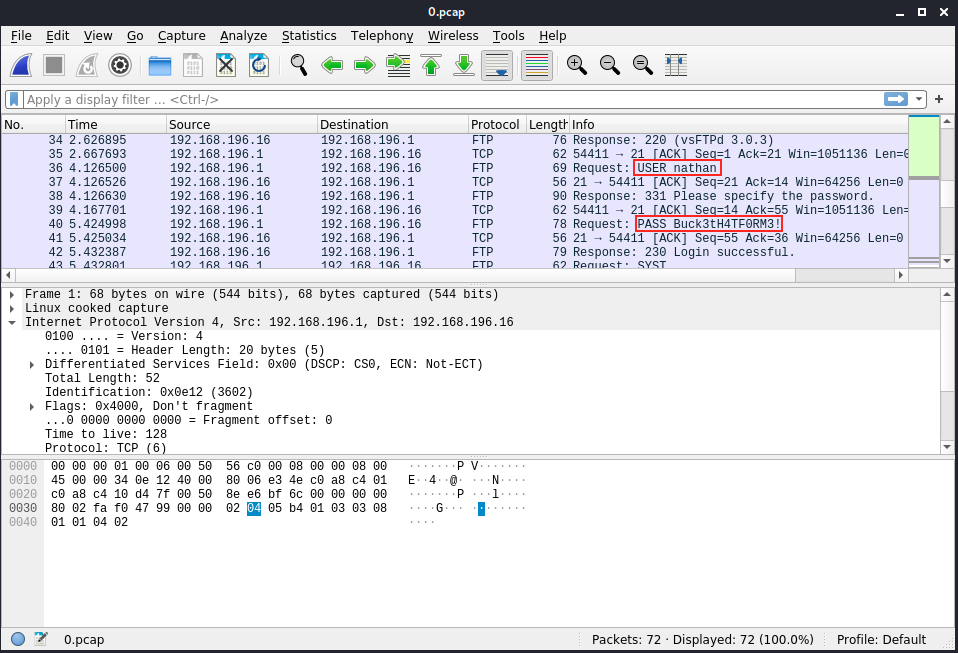 0.pcap
File Edit View Go Capture Analyze Statistics Telephony Wireless Tools Help
Apply a display filter ... <Ctrl-/>
No. Time Source Destination Protocol Length Info
34 2.626895 192.168.196.16 192.168.196.1 FTP 76 Response: 220 (vsFTPd 3.0.3)
35 2.667693 192.168.196.1 192.168.196.16 TCP 62 54411 → 21 [ACK] Seq=1 Ack=21 Win=1051136 Len=0
36 4.126500 192.168.196.1 192.168.196.16 FTP 69 Request: USER nathan
37 4.126526 192.168.196.16 192.168.196.1 TCP 56 21 → 54411 [ACK] Seq=21 Ack=14 Win=64256 Len=0
38 4.126630 192.168.196.16 192.168.196.1 FTP 90 Response: 331 Please specify the password.
39 4.167701 192.168.196.1 192.168.196.16 TCP 62 54411 → 21 [ACK] Seq=14 Ack=55 Win=1051136 Len=
40 5.424998 192.168.196.1 192.168.196.16 FTP 78 Request: PASS Buck3tH4TF0RM3!
41 5.425034 192.168.196.16 192.168.196.1 TCP 56 21 → 54411 [ACK] Seq=55 Ack=36 Win=64256 Len=0
42 5.432387 192.168.196.16 192.168.196.1 FTP 79 Response: 230 Login successful.
43 5.432801 192.168.196.1 192.168.196.16 FTP 62 Request: SYST
Frame 1: 68 bytes on wire (544 bits), 68 bytes captured (544 bits)
Linux cooked capture
Internet Protocol Version 4, Src: 192.168.196.1, Dst: 192.168.196.16
0100 .... = Version: 4
.... 0101 = Header Length: 20 bytes (5)
Differentiated Services Field: 0x00 (DSCP: CS0, ECN: Not-ECT)
Total Length: 52
Identification: 0x0e12 (3602)
Flags: 0x4000, Don't fragment
...0 0000 0000 0000 = Fragment offset: 0
Time to live: 128
Protocol: TCP (6)
0000 00 00 00 01 00 06 00 50 56 c0 00 08 00 00 08 00 ·······P V·······
0010 45 00 00 34 0e 12 40 00 80 06 e3 4e c0 a8 c4 01 E··4··@· ···N····
0020 c0 a8 c4 10 d4 7f 00 50 8e e6 bf 6c 00 00 00 00 ·······P ···l····
0030 80 02 fa f0 47 99 00 00 02 04 05 b4 01 03 03 08 ····G··· ········
0040 01 01 04 02 ····
0.pcap Packets: 72 · Displayed: 72 (100.0%) Profile: Default